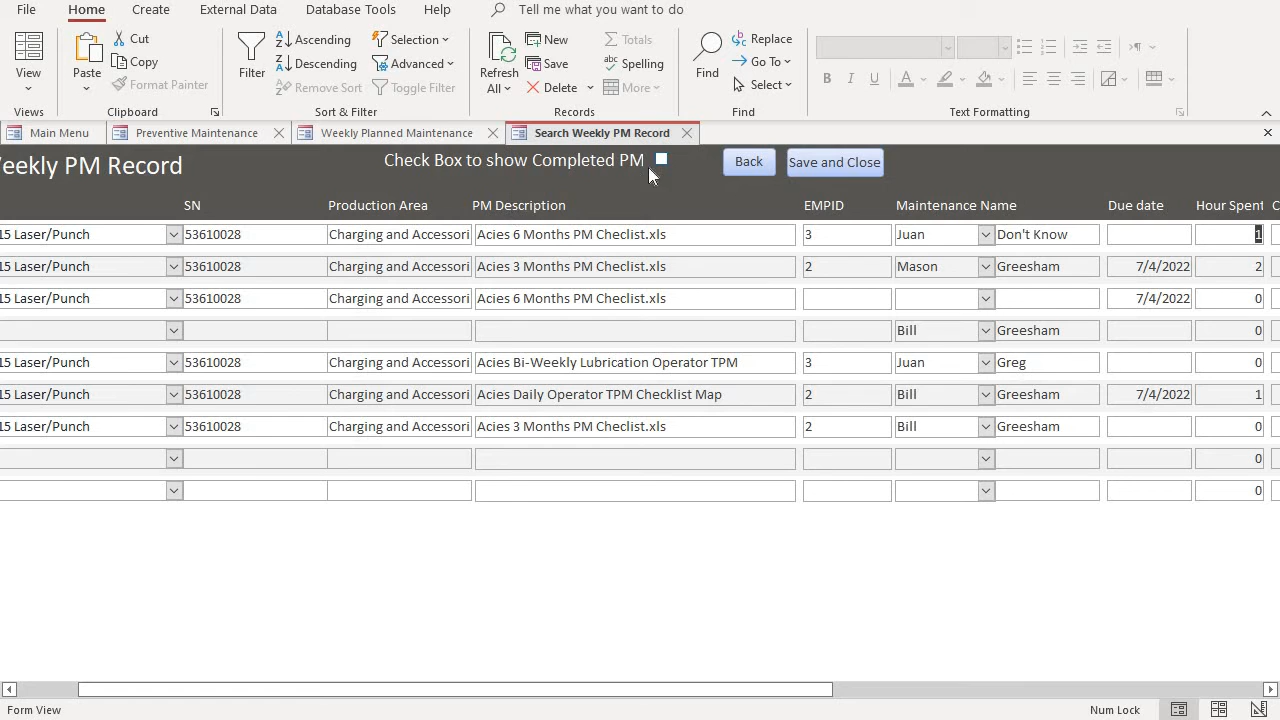 File Home Create External Data Database Tools Help Tell me what you want to do
View
Views
Paste
Cut
Copy
Format Painter
Clipboard
Filter
Ascending
Descending
Remove
Selection
Advanced
Toggle Filter
Sort & Filter
Refresh
All
New
Save
Delete
Totals
Spelling
More
Records
Find
Replace
Go To
Select
Find
B I U A
Text Formatting
Main Menu Preventive Maintenance Weekly Planned Maintenance Search Weekly PM Record
eekly PM Record Check Box to show Completed PM Back Save and Close
SN Production Area PM Description EMPID Maintenance Name Due date Hour Spent
15 Laser/Punch 53610028 Charging and Accessori Acies 6 Months PM Checlist.xls 3 Juan Don't Know 1
15 Laser/Punch 53610028 Charging and Accessori Acies 3 Months PM Checlist.xls 2 Mason Greesham 7/4/2022 2
15 Laser/Punch 53610028 Charging and Accessori Acies 6 Months PM Checlist.xls 7/4/2022 0
Bill Greesham 0
15 Laser/Punch 53610028 Charging and Accessori Acies Bi-Weekly Lubrication Operator TPM 3 Juan Greg 0
15 Laser/Punch 53610028 Charging and Accessori Acies Daily Operator TPM Checklist Map 2 Bill Greesham 7/4/2022 1
15 Laser/Punch 53610028 Charging and Accessori Acies 3 Months PM Checlist.xls 2 Bill Greesham 0
0
0
Form View Num Lock